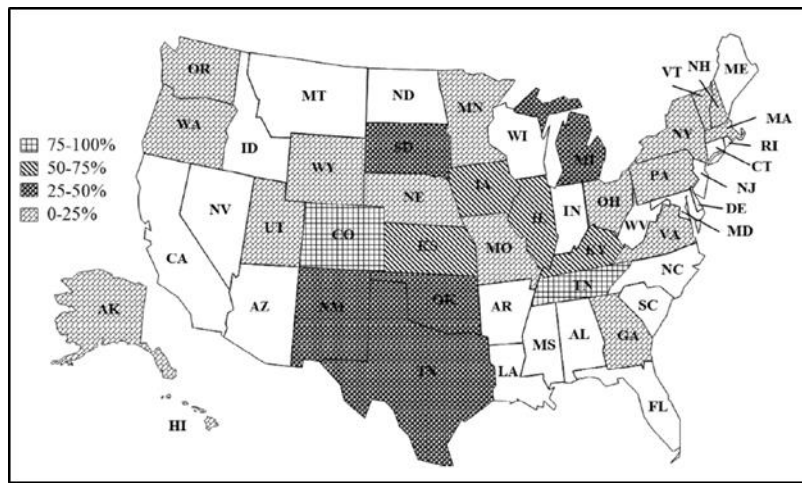 ME
NH
VT
OR
MT
ND
MN
MA
WA
ID
WI
NY
75-100%
SD
MI
RI
50-75%
WY
CT
25-50%
IA
PA
NJ
0-25%
NE
OH
NV
UT
IL
IN
DE
CO
MO
WV
VA
MD
KS
KY
CA
NC
TN
AK
AZ
NM
OK
AR
SC
MS
AL
GA
TX
LA
FL
HI